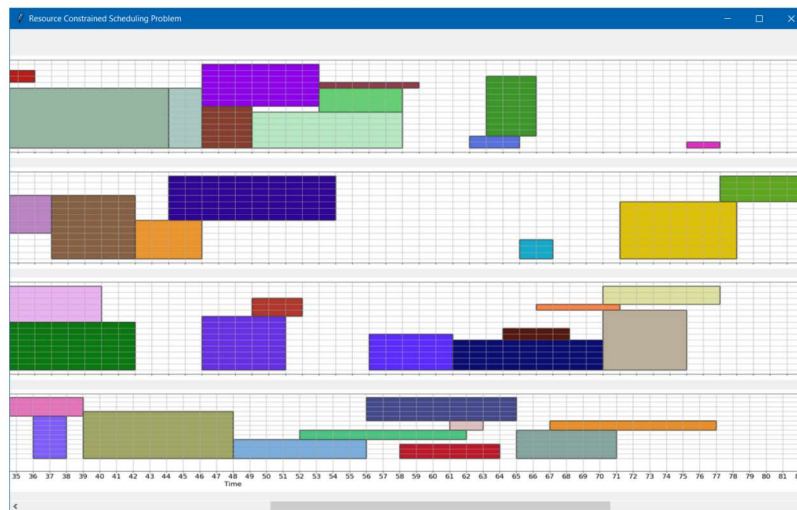 Resource Constrained Scheduling Problem
35 36 37 38 39 40 41 42 43 44 45 46 47 48 49 50 51 52 53 54 55 56 57 58 59 60 61 62 63 64 65 66 67 68 69 70 71 72 73 74 75 76 77 78 79 80 81
Time